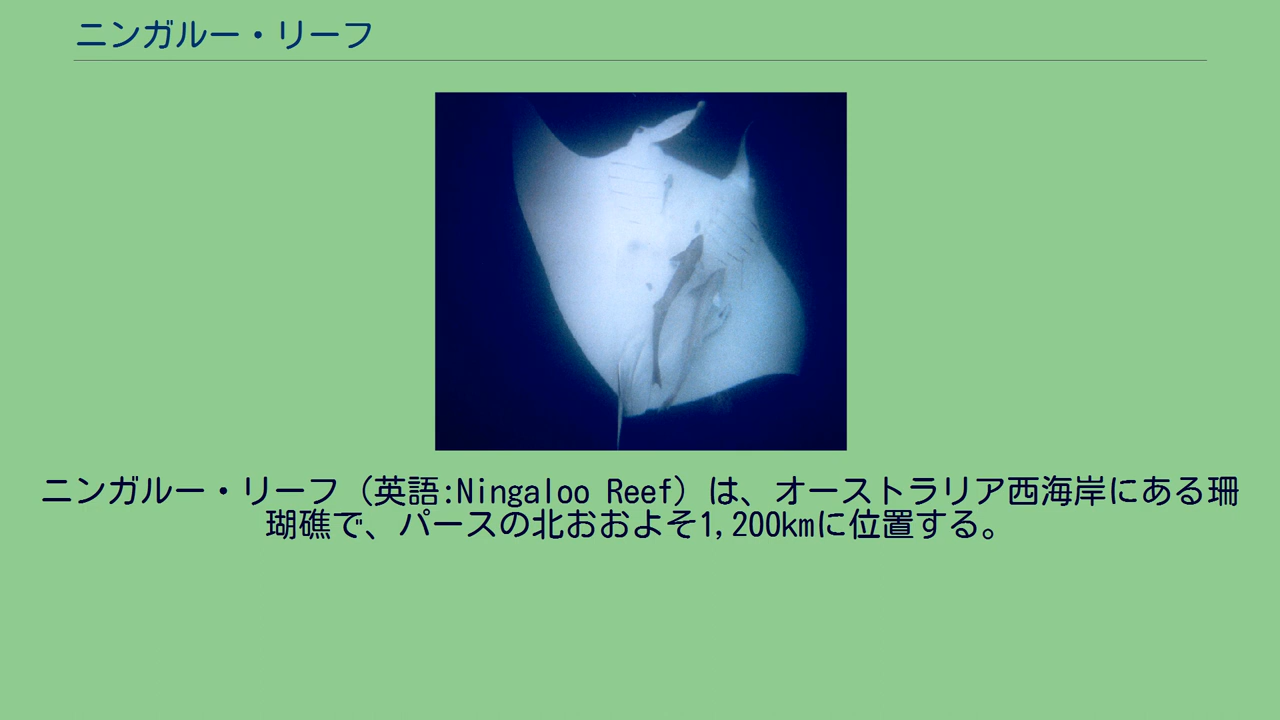 ニンガルー・リーフ
ニンガルー・リーフ（英語:Ningaloo Reef）は、オーストラリア西海岸にある珊
瑚礁で、パースの北おおよそ1,200kmに位置する。